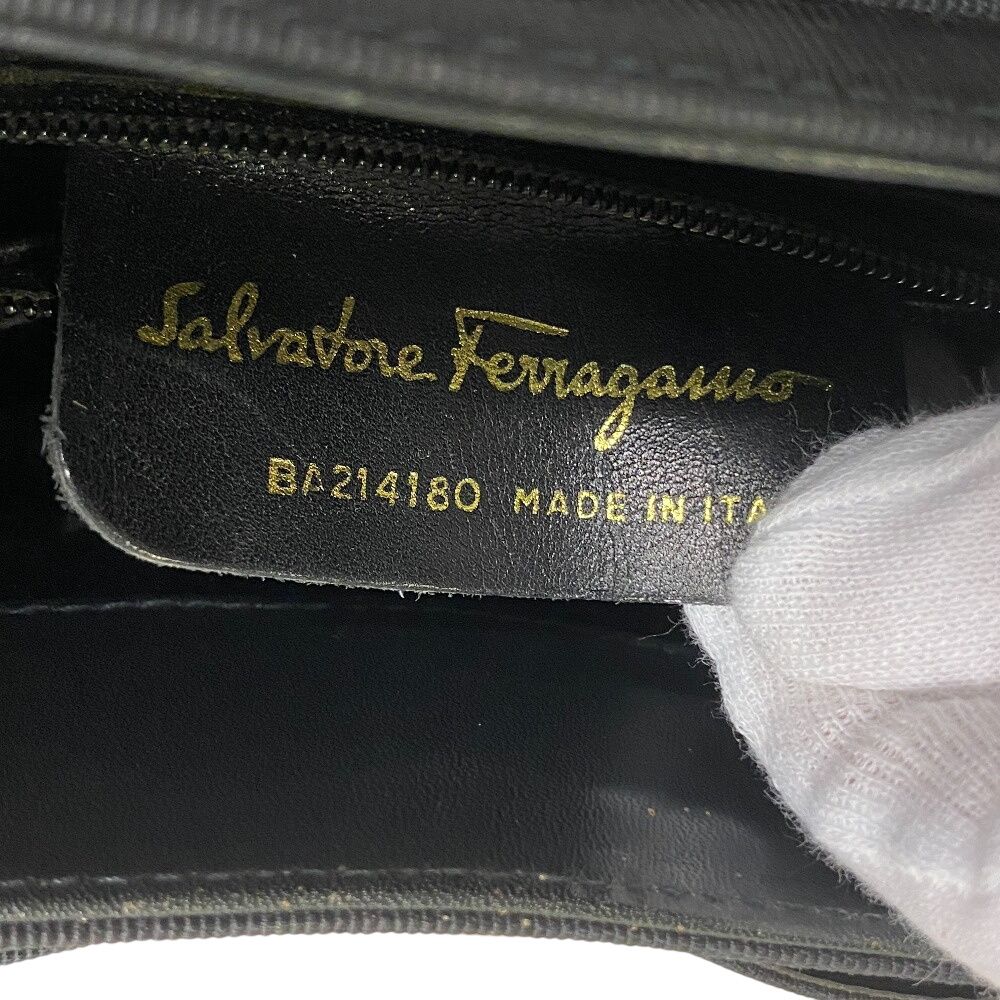 Salvatore Ferragamo
BA214180 MADE IN ITA